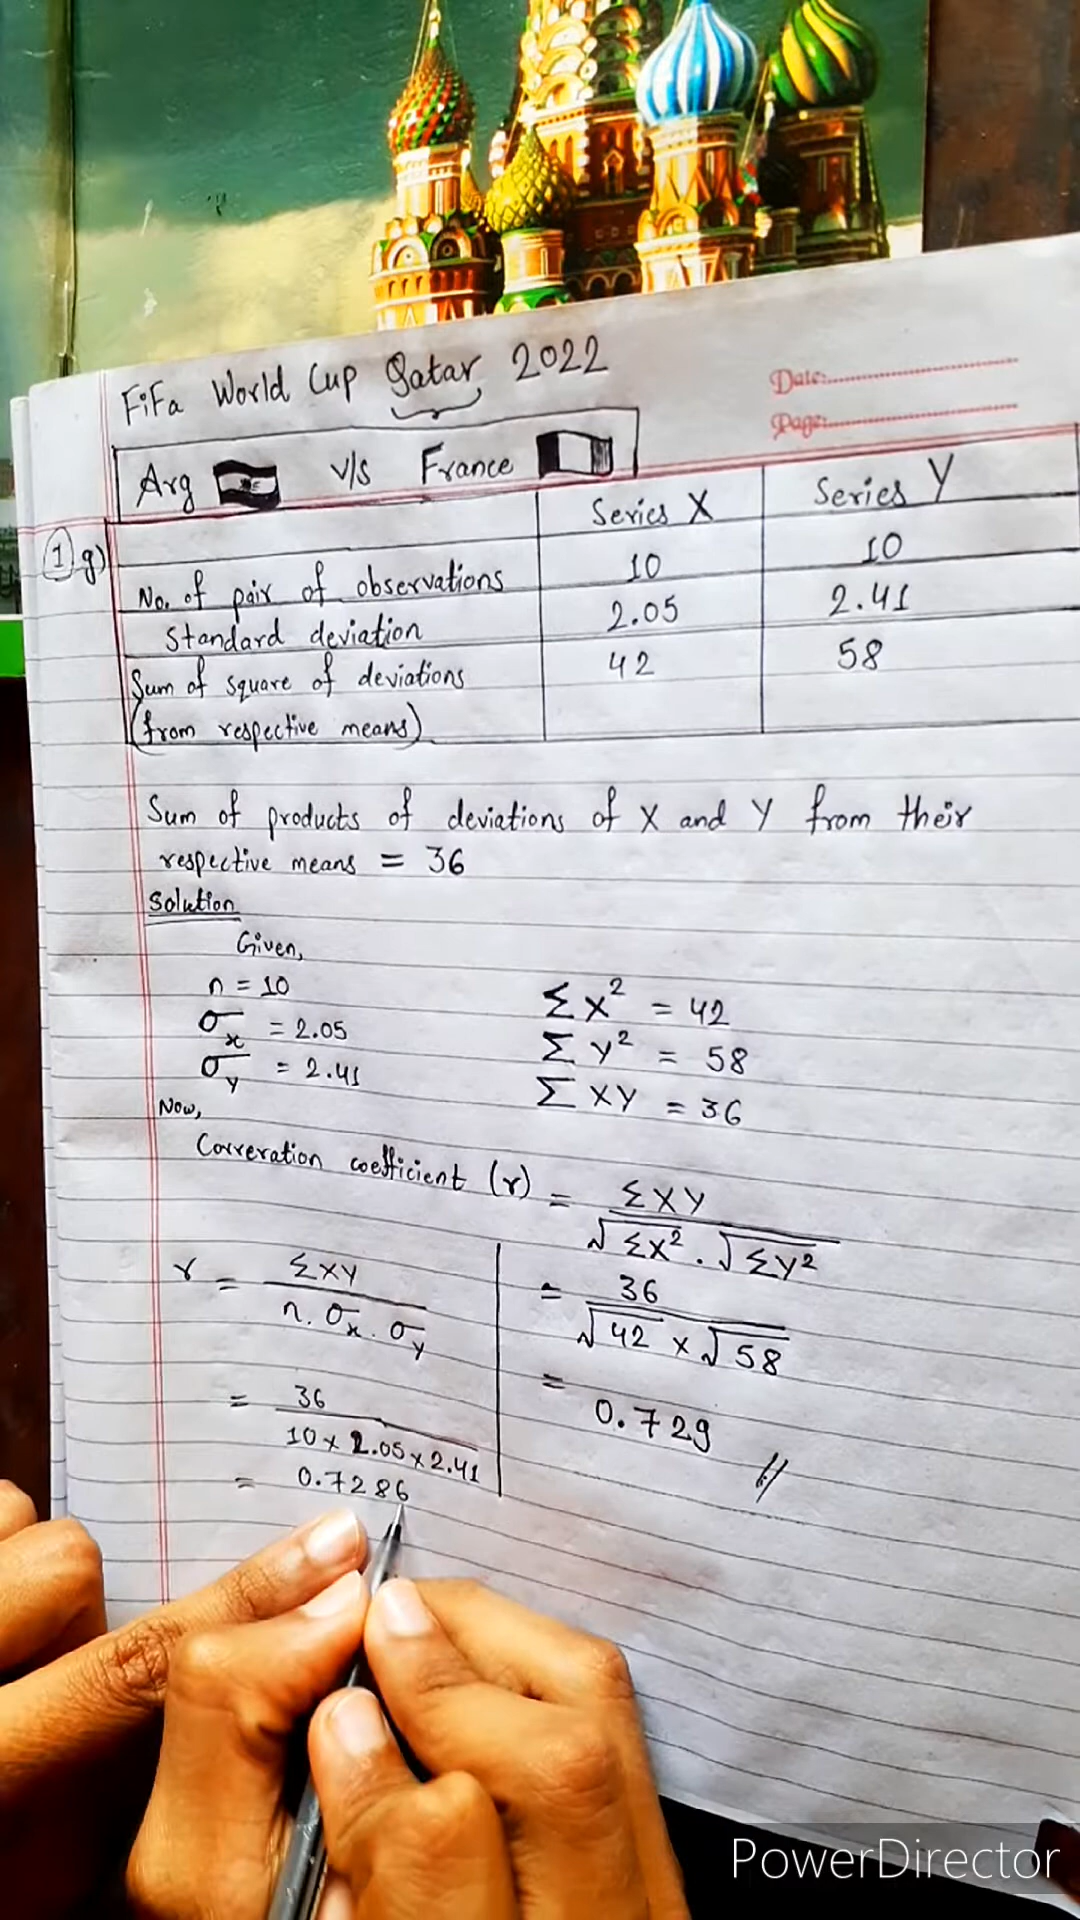 FiFa World Cup Qatar, 2022
Date:
Page:
Arg v/s France
Series X Series Y
1 g)
No. of pair of observations 10 10
Standard deviation 2.05 2.41
Sum of square of deviations 42 58
(from respective means)
Sum of products of deviations of X and Y from their
respective means = 36
Solution
Given,
n = 10
σx = 2.05
σy = 2.41
Σ X² = 42
Σ Y² = 58
Σ XY = 36
Now,
Correration coefficient (r) = ΣXY / √ΣX² . √ΣY²
r = ΣXY / n. σx . σy
= 36 / 10 x 2.05 x 2.41
= 0.7286
= 36 / √42 x √58
= 0.729 //
PowerDirector